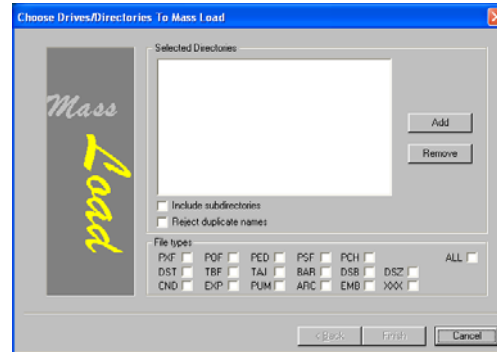 Choose Drives/Directories To Mass Load
Selected Directories
Mass
Load
Add
Remove
Include subdirectories
Reject duplicate names
File types
PXF POF PED PSF PCH ALL
DST TBF TAJ BAR DSB DSZ
CND EXP PUM ARC EMB XXX
< Back Finish Cancel